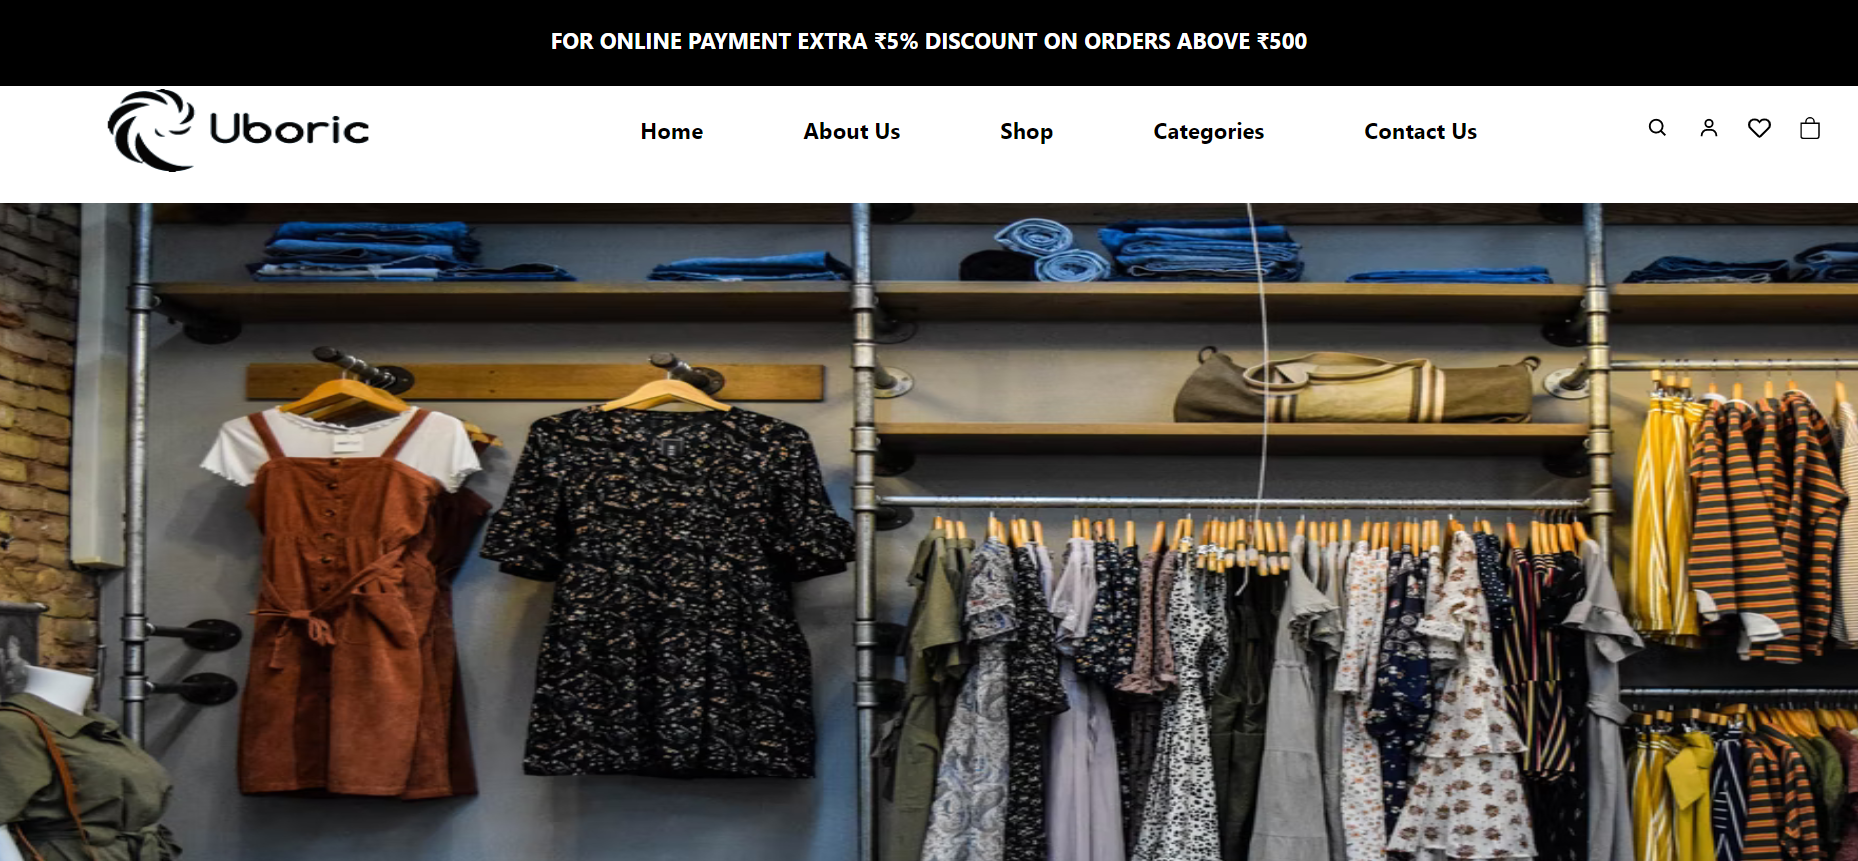 FOR ONLINE PAYMENT EXTRA ₹5% DISCOUNT ON ORDERS ABOVE ₹500
Uboric
Home
About Us
Shop
Categories
Contact Us